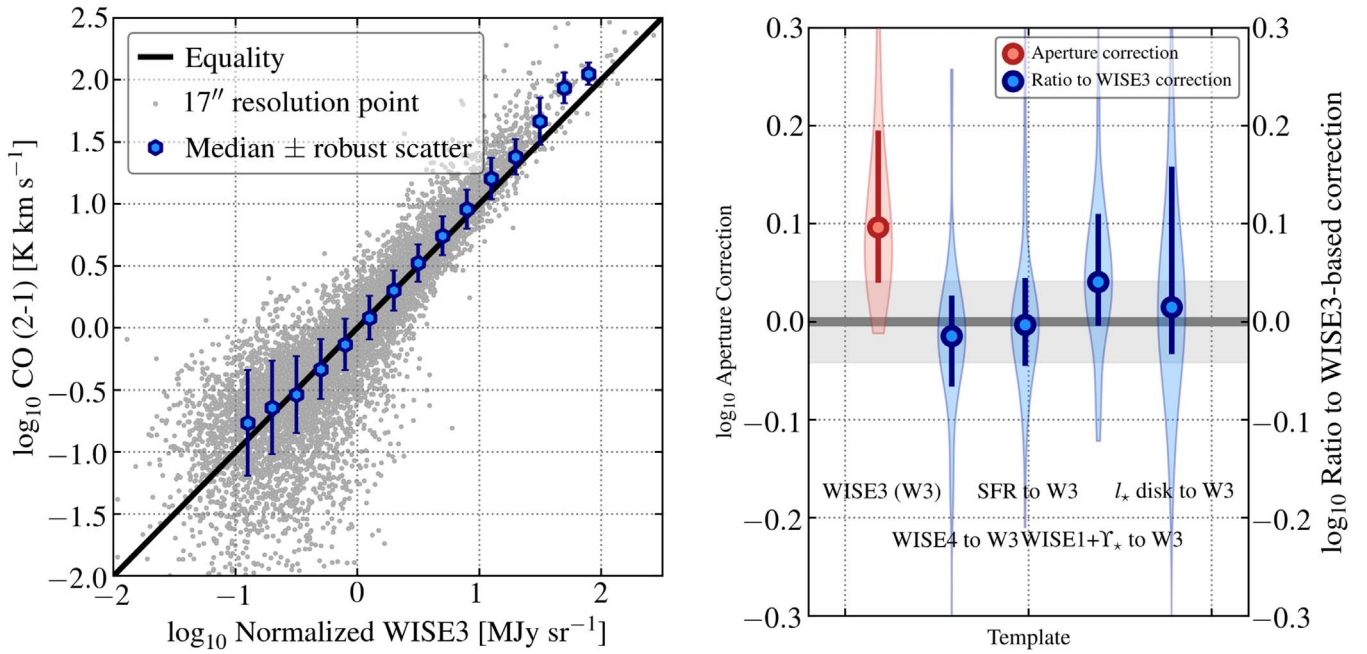 2.5
2.0
1.5
1.0
0.5
0.0
−0.5
−1.0
−1.5
−2.0
log₁₀ CO (2-1) [K km s⁻¹]
Equality
17″ resolution point
Median ± robust scatter
−2
−1
0
1
2
log₁₀ Normalized WISE3 [MJy sr⁻¹]
0.3
0.2
0.1
0.0
−0.1
−0.2
−0.3
log₁₀ Aperture Correction
Aperture correction
Ratio to WISE3 correction
WISE3 (W3)
SFR to W3
l⋆ disk to W3
WISE4 to W3
WISE1+ϒ⋆ to W3
Template
0.3
0.2
0.1
0.0
−0.1
−0.2
−0.3
log₁₀ Ratio to WISE3-based correction